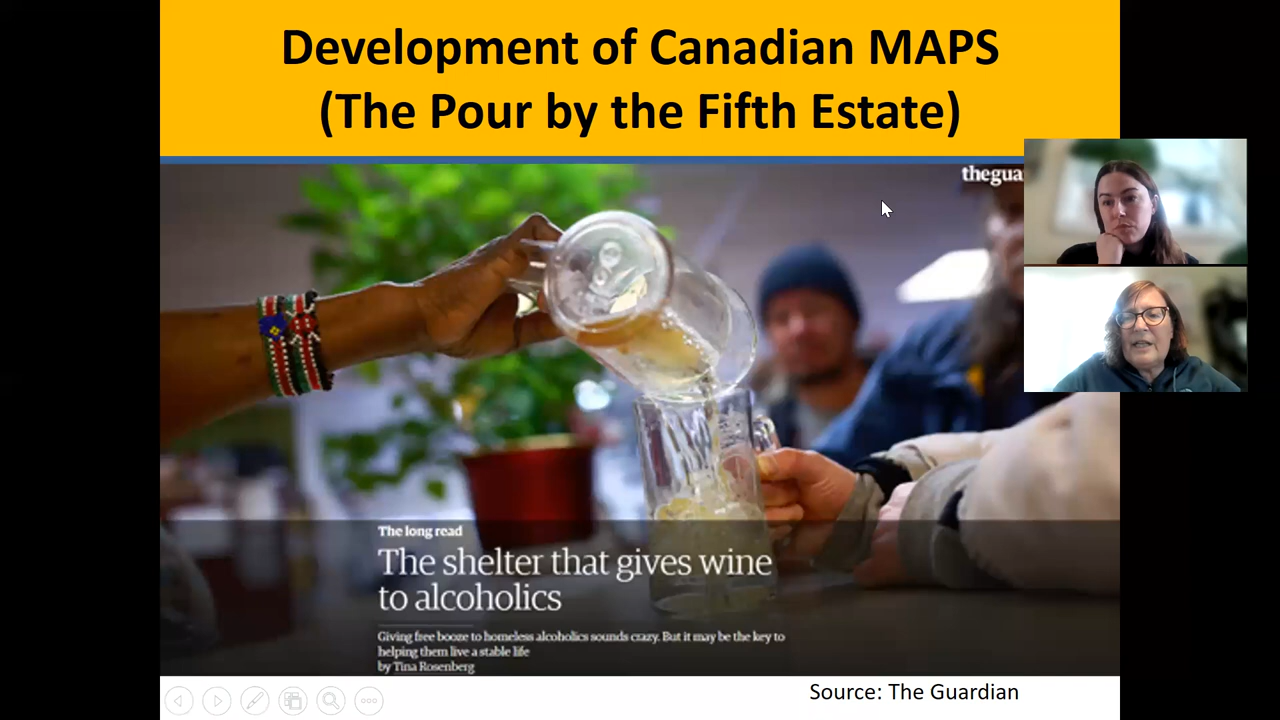 Development of Canadian MAPS
(The Pour by the Fifth Estate)
thegua
The long read
The shelter that gives wine
to alcoholics
Giving free booze to homeless alcoholics sounds crazy. But it may be the key to
helping them live a stable life
by Tina Rosenberg
Source: The Guardian